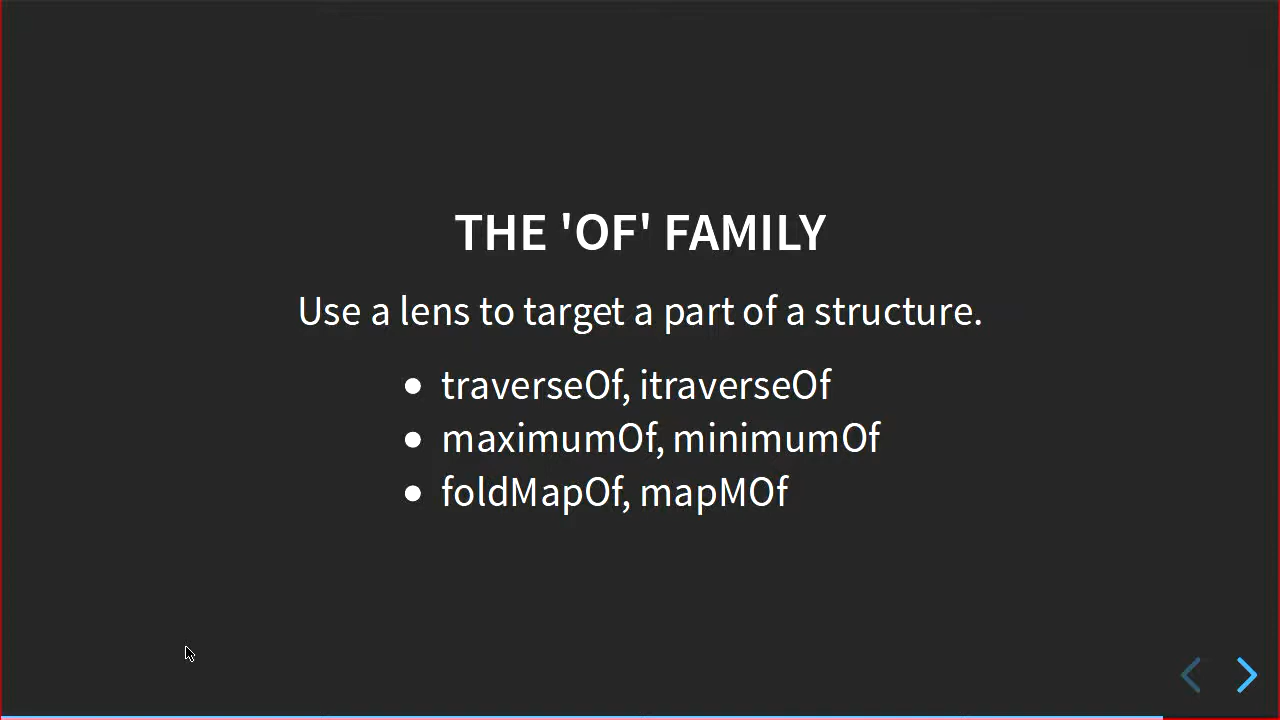 THE 'OF' FAMILY
Use a lens to target a part of a structure.
• traverseOf, itraverseOf
• maximumOf, minimumOf
• foldMapOf, mapMOf